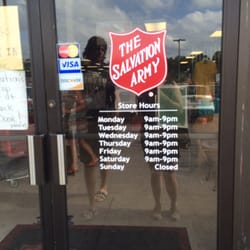 THE
SALVATION
ARMY
Store Hours
Monday 9am-9pm
Tuesday 9am-9pm
Wednesday 9am-9pm
Thursday 9am-9pm
Friday 9am-9pm
Saturday 9am-9pm
Sunday Closed
VISA
DISCOVER